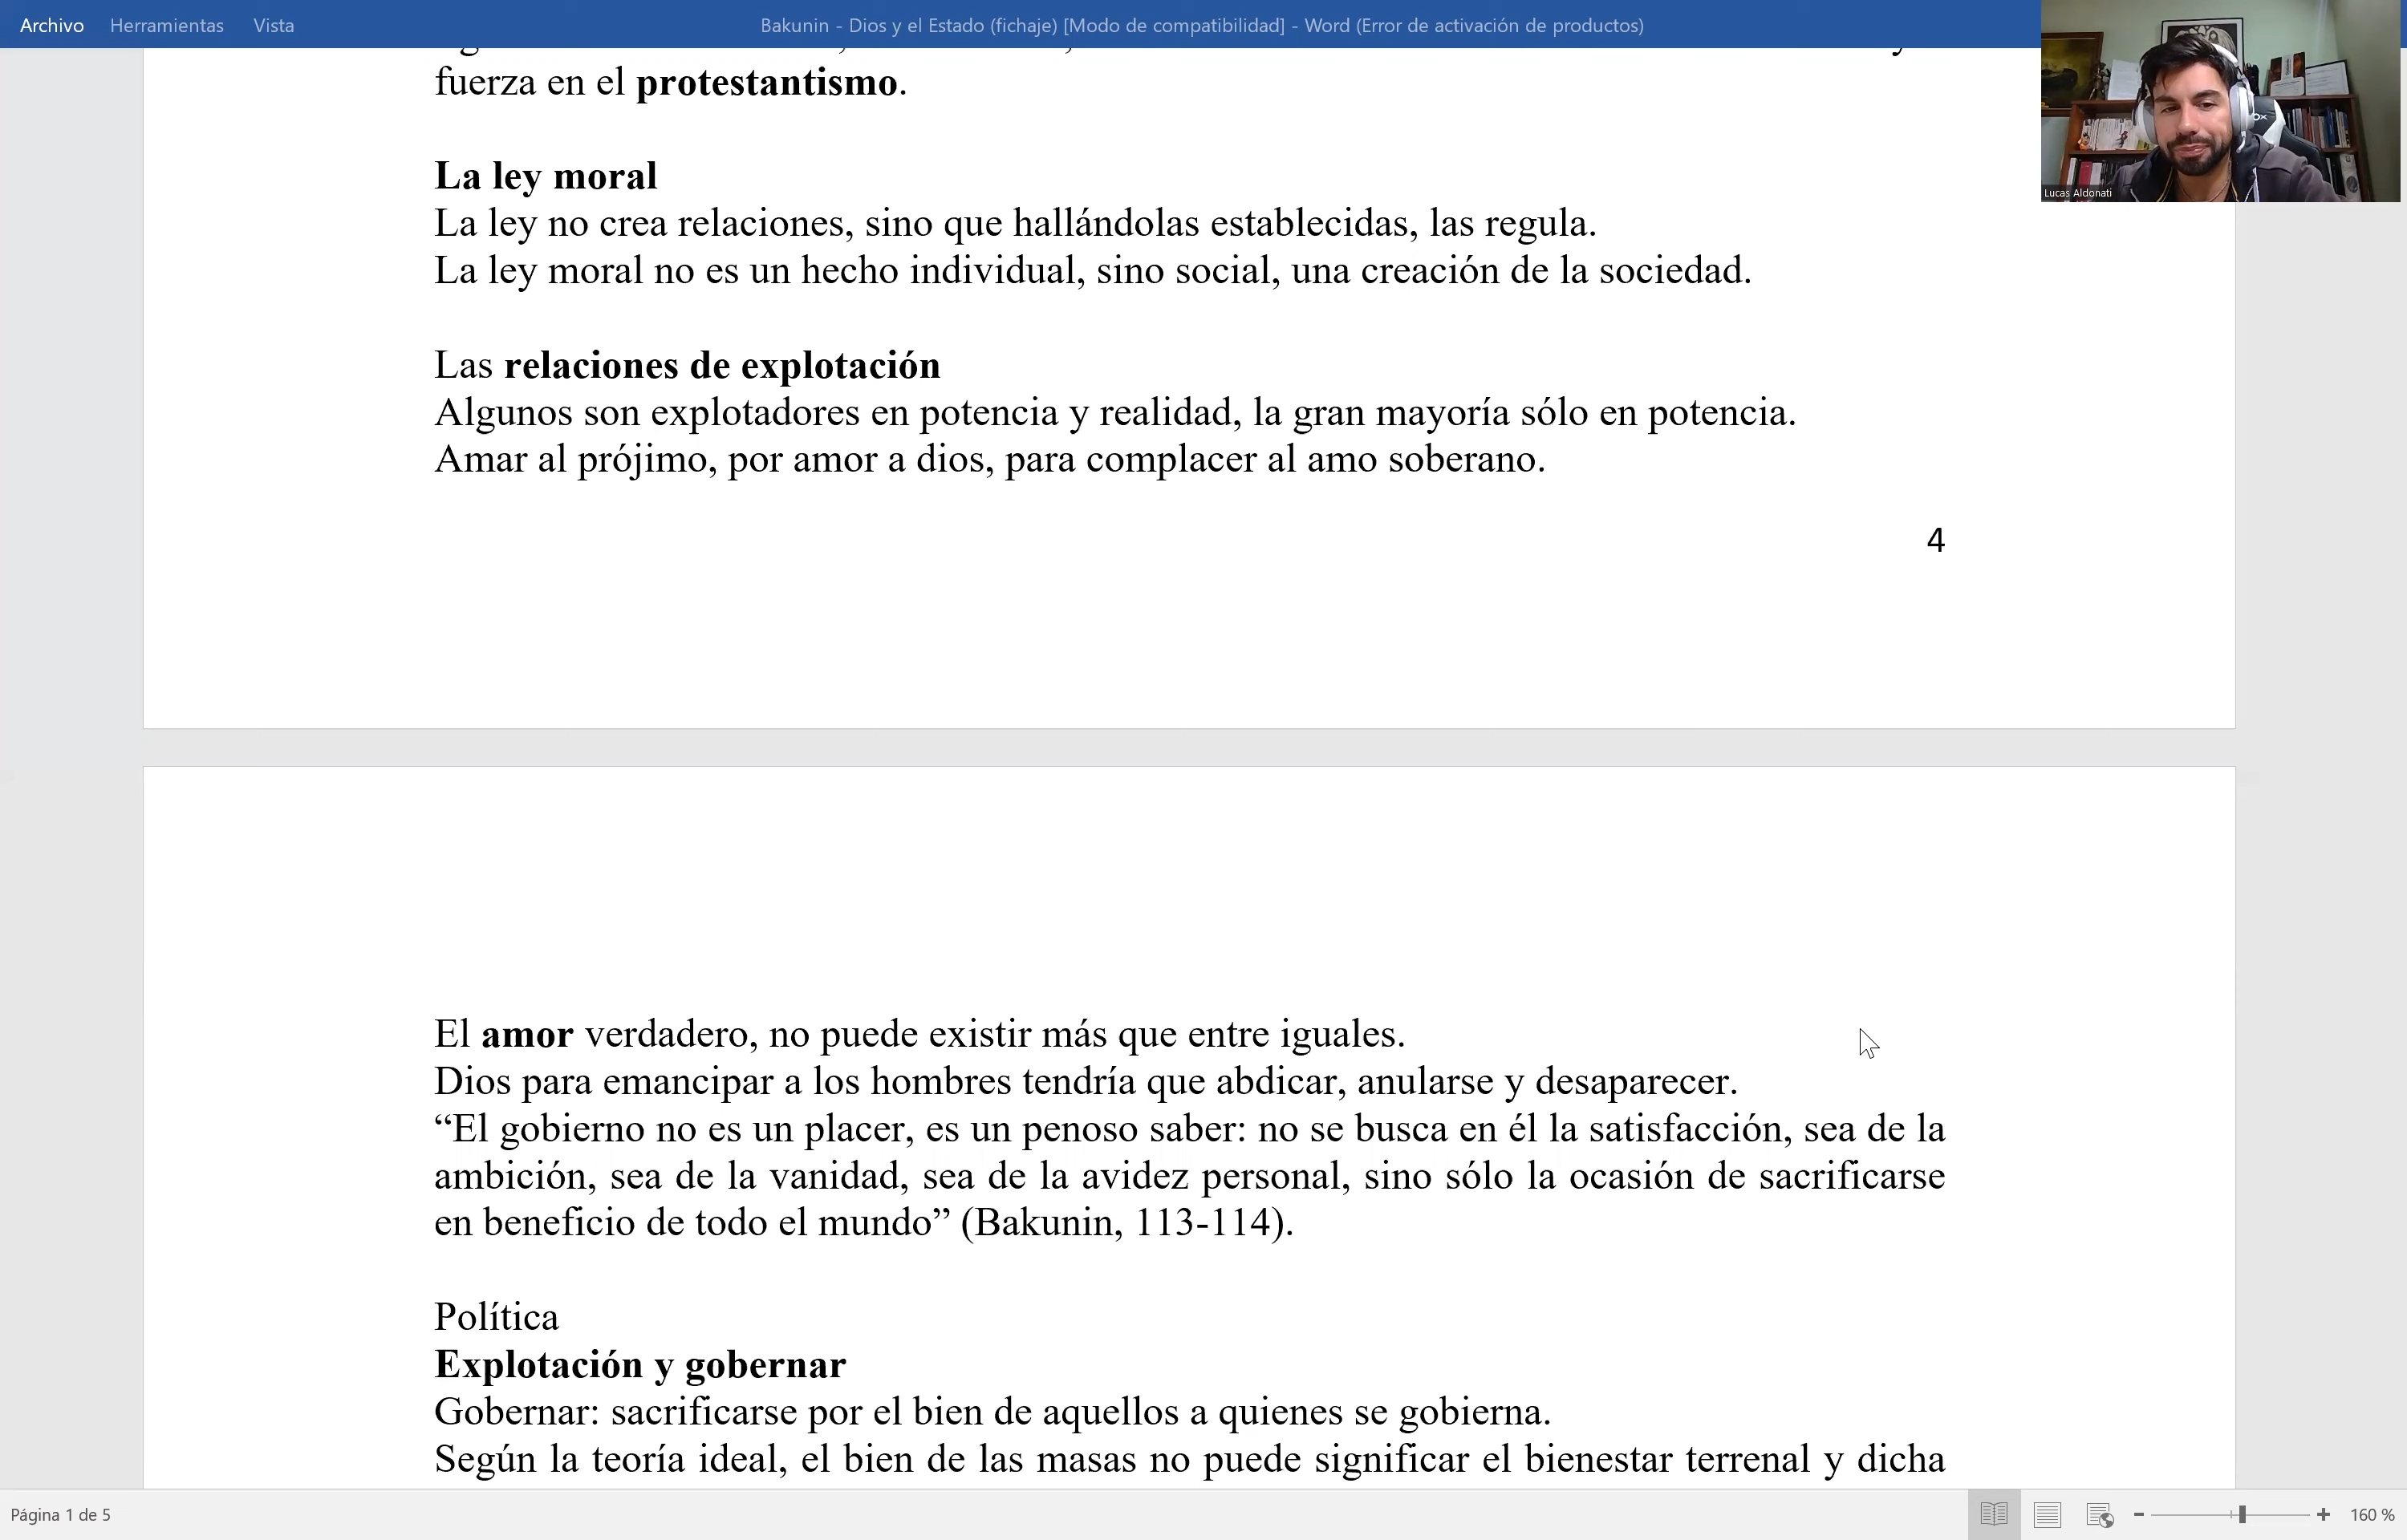 Archivo Herramientas Vista Bakunin - Dios y el Estado (fichaje) [Modo de compatibilidad] - Word (Error de activación de productos)
fuerza en el protestantismo.
Lucas Aldonati
La ley moral
La ley no crea relaciones, sino que hallándolas establecidas, las regula.
La ley moral no es un hecho individual, sino social, una creación de la sociedad.
Las relaciones de explotación
Algunos son explotadores en potencia y realidad, la gran mayoría sólo en potencia.
Amar al prójimo, por amor a dios, para complacer al amo soberano.
4
El amor verdadero, no puede existir más que entre iguales.
Dios para emancipar a los hombres tendría que abdicar, anularse y desaparecer.
“El gobierno no es un placer, es un penoso saber: no se busca en él la satisfacción, sea de la
ambición, sea de la vanidad, sea de la avidez personal, sino sólo la ocasión de sacrificarse
en beneficio de todo el mundo” (Bakunin, 113-114).
Política
Explotación y gobernar
Gobernar: sacrificarse por el bien de aquellos a quienes se gobierna.
Según la teoría ideal, el bien de las masas no puede significar el bienestar terrenal y dicha
Página 1 de 5 160 %